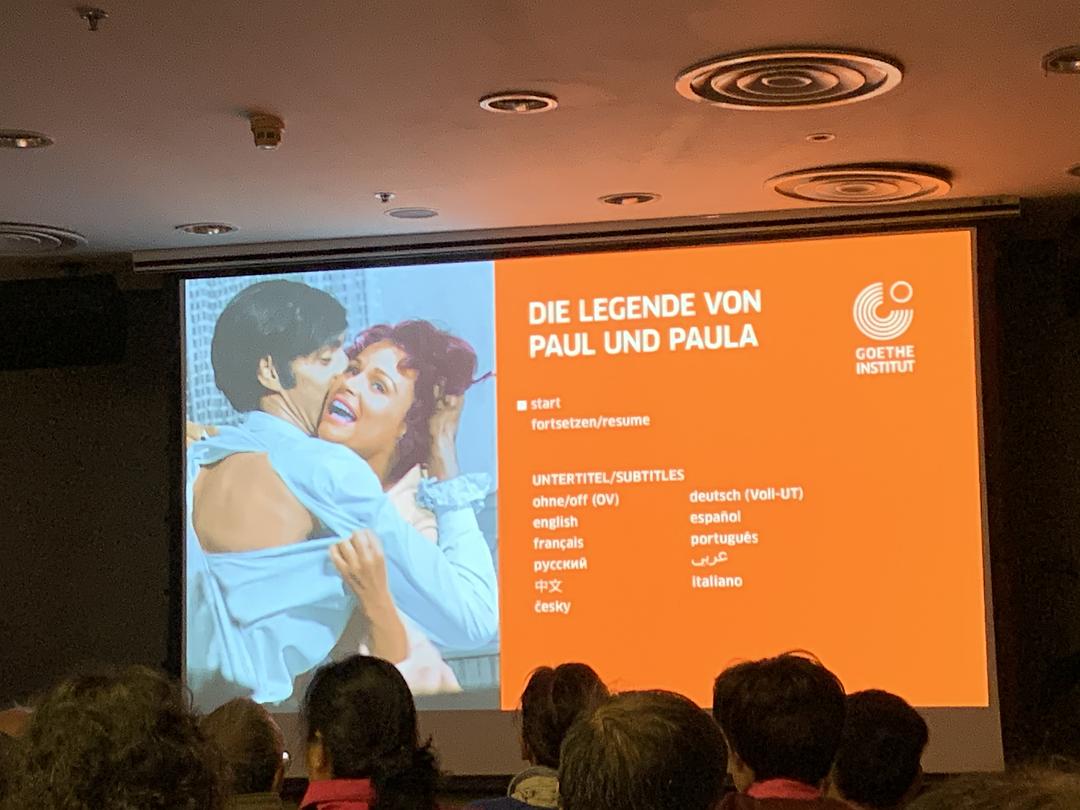 DIE LEGENDE VON
PAUL UND PAULA
GOETHE
INSTITUT
start
fortsetzen/resume
UNTERTITEL/SUBTITLES
ohne/off (OV)
english
français
русский
中文
česky
deutsch (Voll-UT)
español
português
عربي
italiano